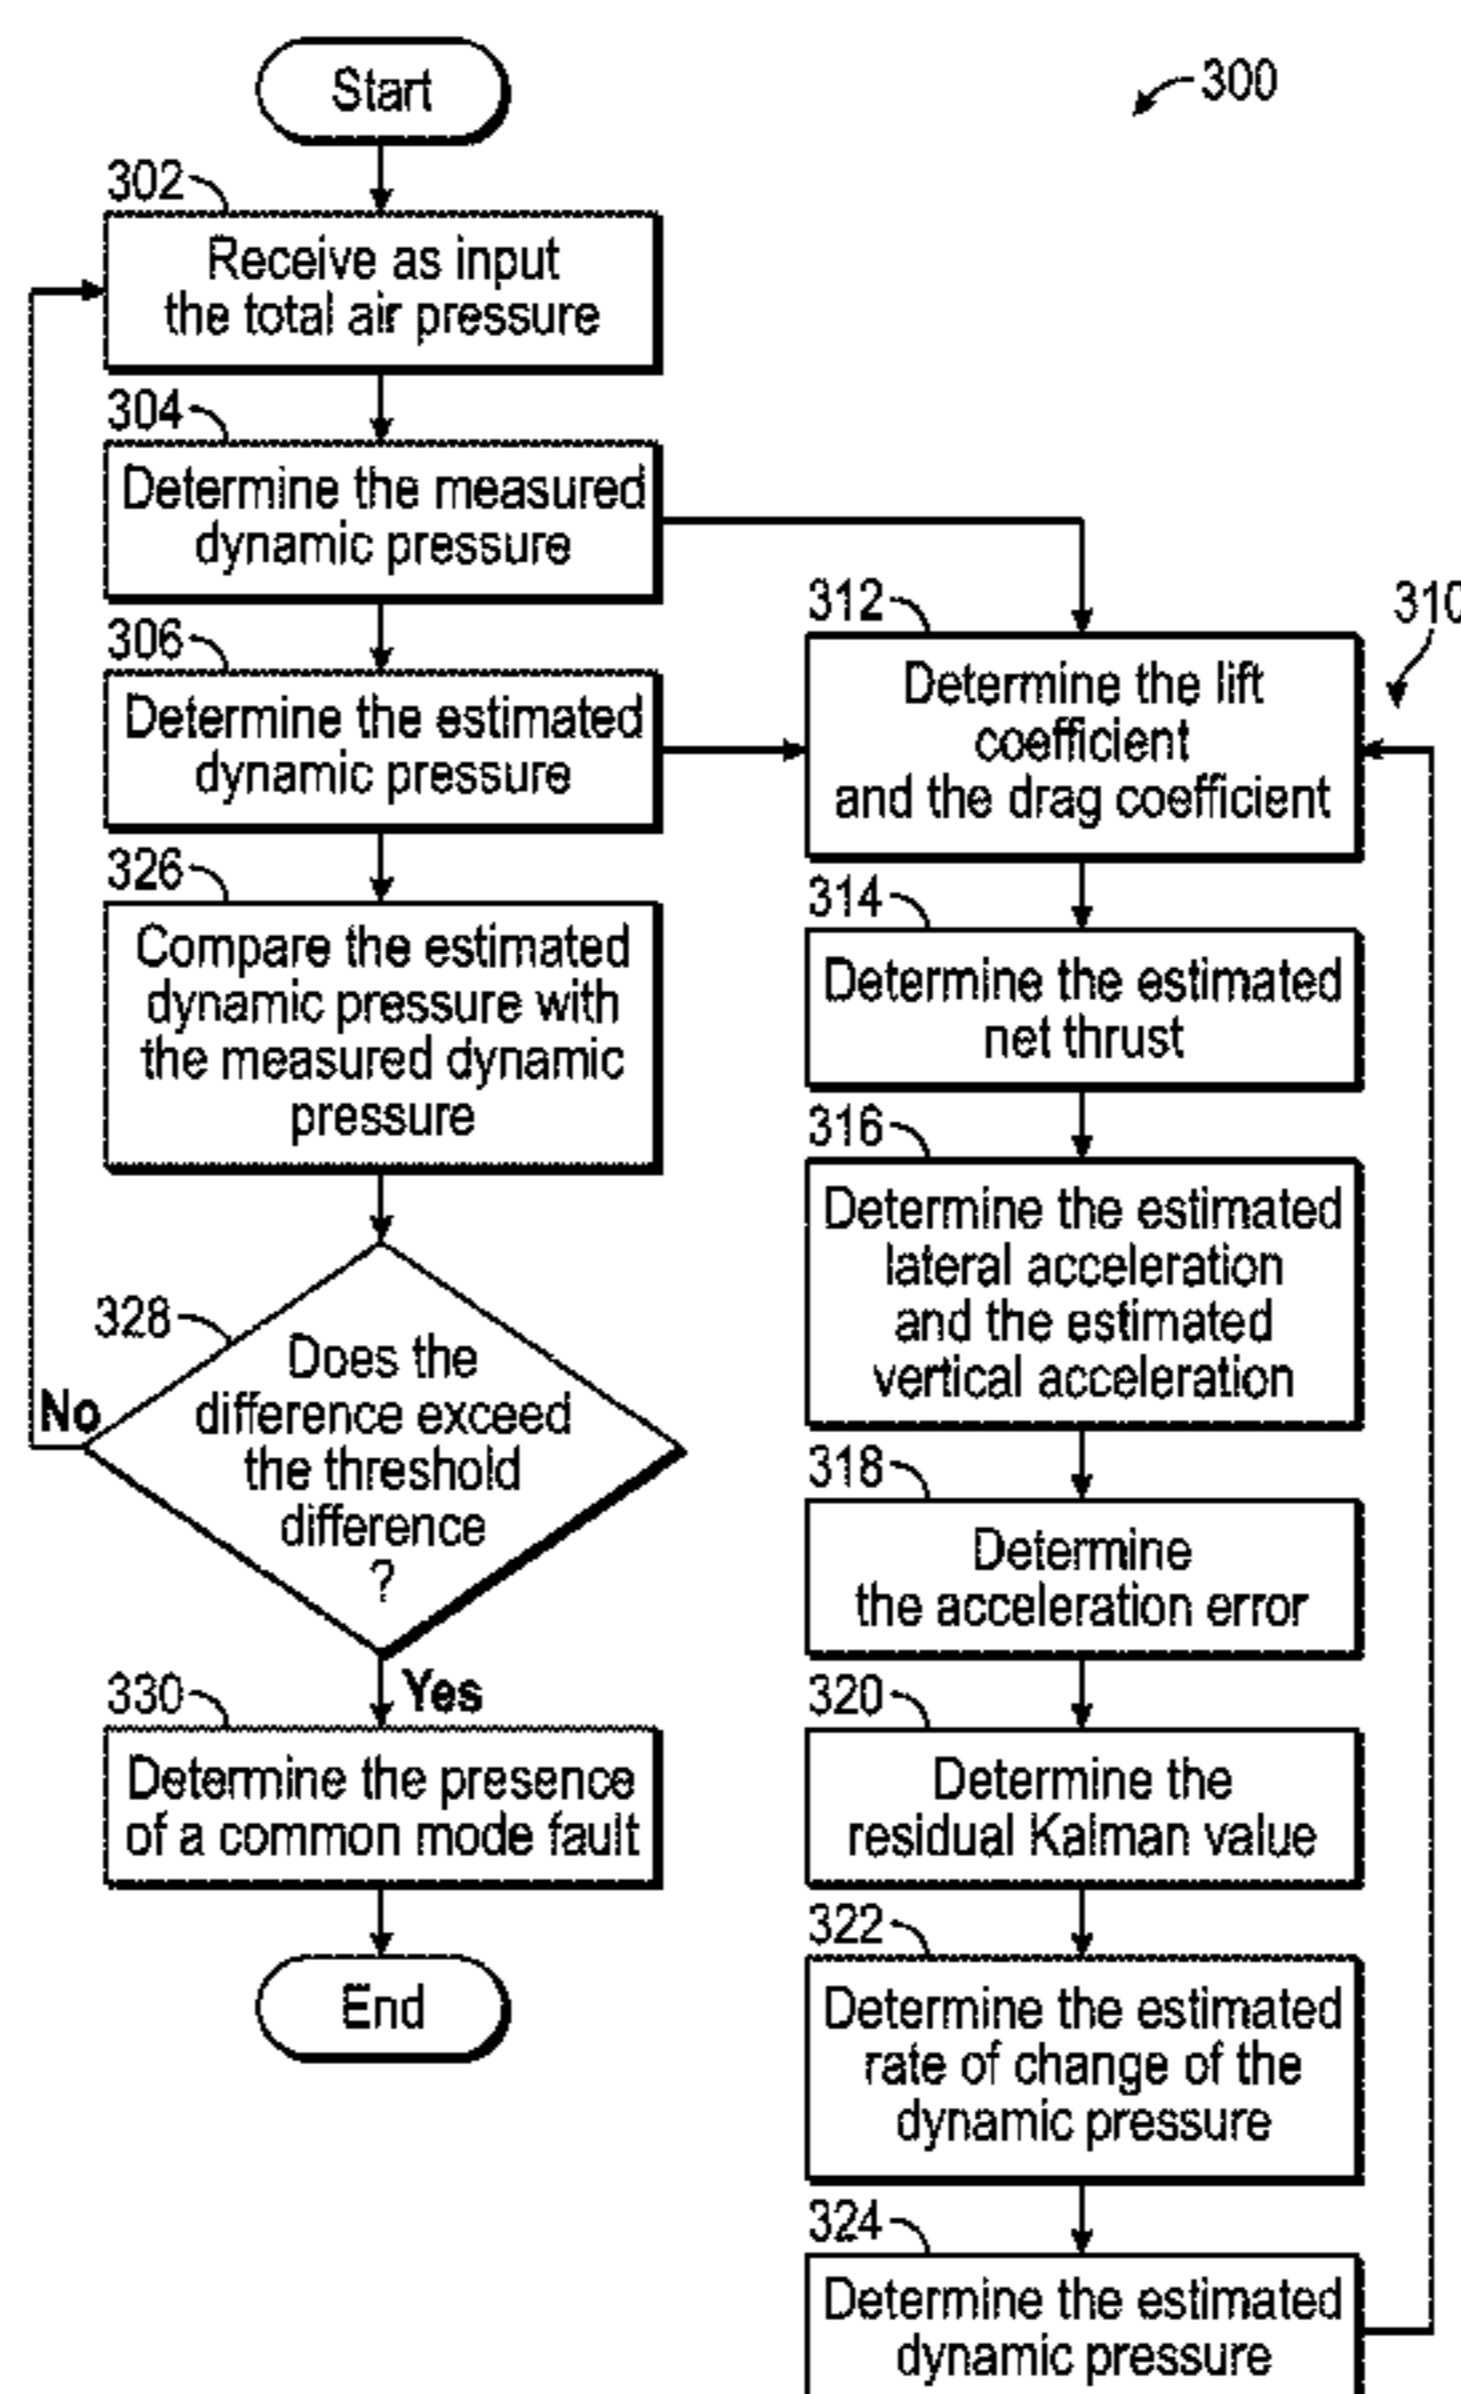 Start
300
302
Receive as input
the total air pressure
304
Determine the measured
dynamic pressure
306
Determine the estimated
dynamic pressure
326
Compare the estimated
dynamic pressure with
the measured dynamic
pressure
328
Does the
difference exceed
the threshold
difference
?
No
Yes
330
Determine the presence
of a common mode fault
End
310
312
Determine the lift
coefficient
and the drag coefficient
314
Determine the estimated
net thrust
316
Determine the estimated
lateral acceleration
and the estimated
vertical acceleration
318
Determine
the acceleration error
320
Determine the
residual Kalman value
322
Determine the estimated
rate of change of the
dynamic pressure
324
Determine the estimated
dynamic pressure